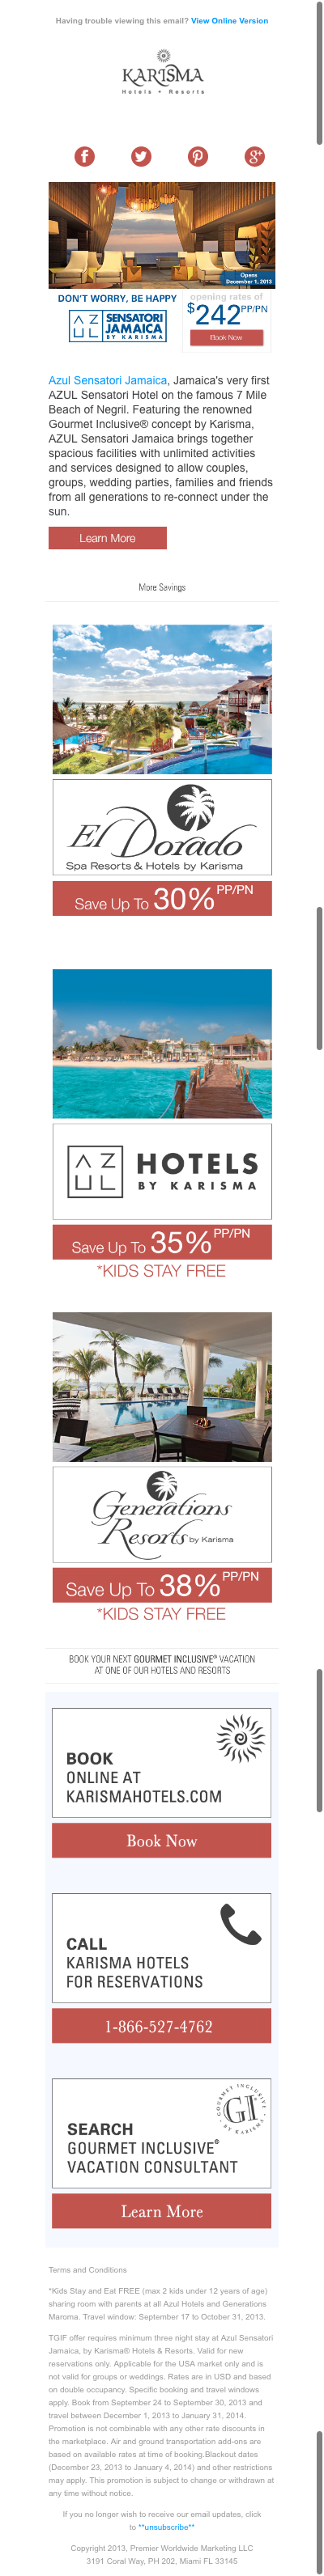 Having trouble viewing this email? View Online Version
KARISMA
Hotels • Resorts
Opens
December 1, 2013
DON'T WORRY, BE HAPPY
opening rates of
AZUL
SENSATORI
JAMAICA
BY KARISMA
$242 PP/PN
Book Now
Azul Sensatori Jamaica, Jamaica's very first
AZUL Sensatori Hotel on the famous 7 Mile
Beach of Negril. Featuring the renowned
Gourmet Inclusive® concept by Karisma,
AZUL Sensatori Jamaica brings together
spacious facilities with unlimited activities
and services designed to allow couples,
groups, wedding parties, families and friends
from all generations to re-connect under the
sun.
Learn More
More Savings
El Dorado
Spa Resorts & Hotels by Karisma
Save Up To 30% PP/PN
AZUL
HOTELS
BY KARISMA
Save Up To 35% PP/PN
*KIDS STAY FREE
Generations
Resorts by Karisma
Save Up To 38% PP/PN
*KIDS STAY FREE
BOOK YOUR NEXT GOURMET INCLUSIVE® VACATION
AT ONE OF OUR HOTELS AND RESORTS
BOOK
ONLINE AT
KARISMAHOTELS.COM
Book Now
CALL
KARISMA HOTELS
FOR RESERVATIONS
1-866-527-4762
GOURMET INCLUSIVE
GI
BY KARISMA
SEARCH
GOURMET INCLUSIVE®
VACATION CONSULTANT
Learn More
Terms and Conditions
*Kids Stay and Eat FREE (max 2 kids under 12 years of age)
sharing room with parents at all Azul Hotels and Generations
Maroma. Travel window: September 17 to October 31, 2013.
TGIF offer requires minimum three night stay at Azul Sensatori
Jamaica, by Karisma® Hotels & Resorts. Valid for new
reservations only. Applicable for the USA market only and is
not valid for groups or weddings. Rates are in USD and based
on double occupancy. Specific booking and travel windows
apply. Book from September 24 to September 30, 2013 and
travel between December 1, 2013 to January 31, 2014.
Promotion is not combinable with any other rate discounts in
the marketplace. Air and ground transportation add-ons are
based on available rates at time of booking.Blackout dates
(December 23, 2013 to January 4, 2014) and other restrictions
may apply. This promotion is subject to change or withdrawn at
any time without notice.
If you no longer wish to receive our email updates, click
to **unsubscribe**
Copyright 2013, Premier Worldwide Marketing LLC
3191 Coral Way, PH 202, Miami FL 33145